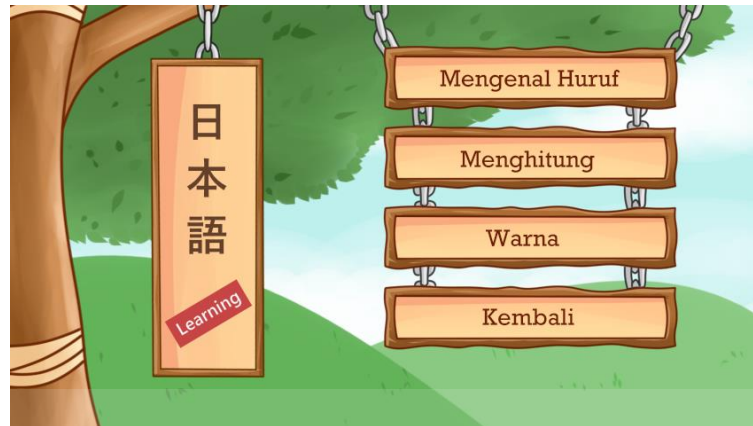 日本語
Learning
Mengenal Huruf
Menghitung
Warna
Kembali